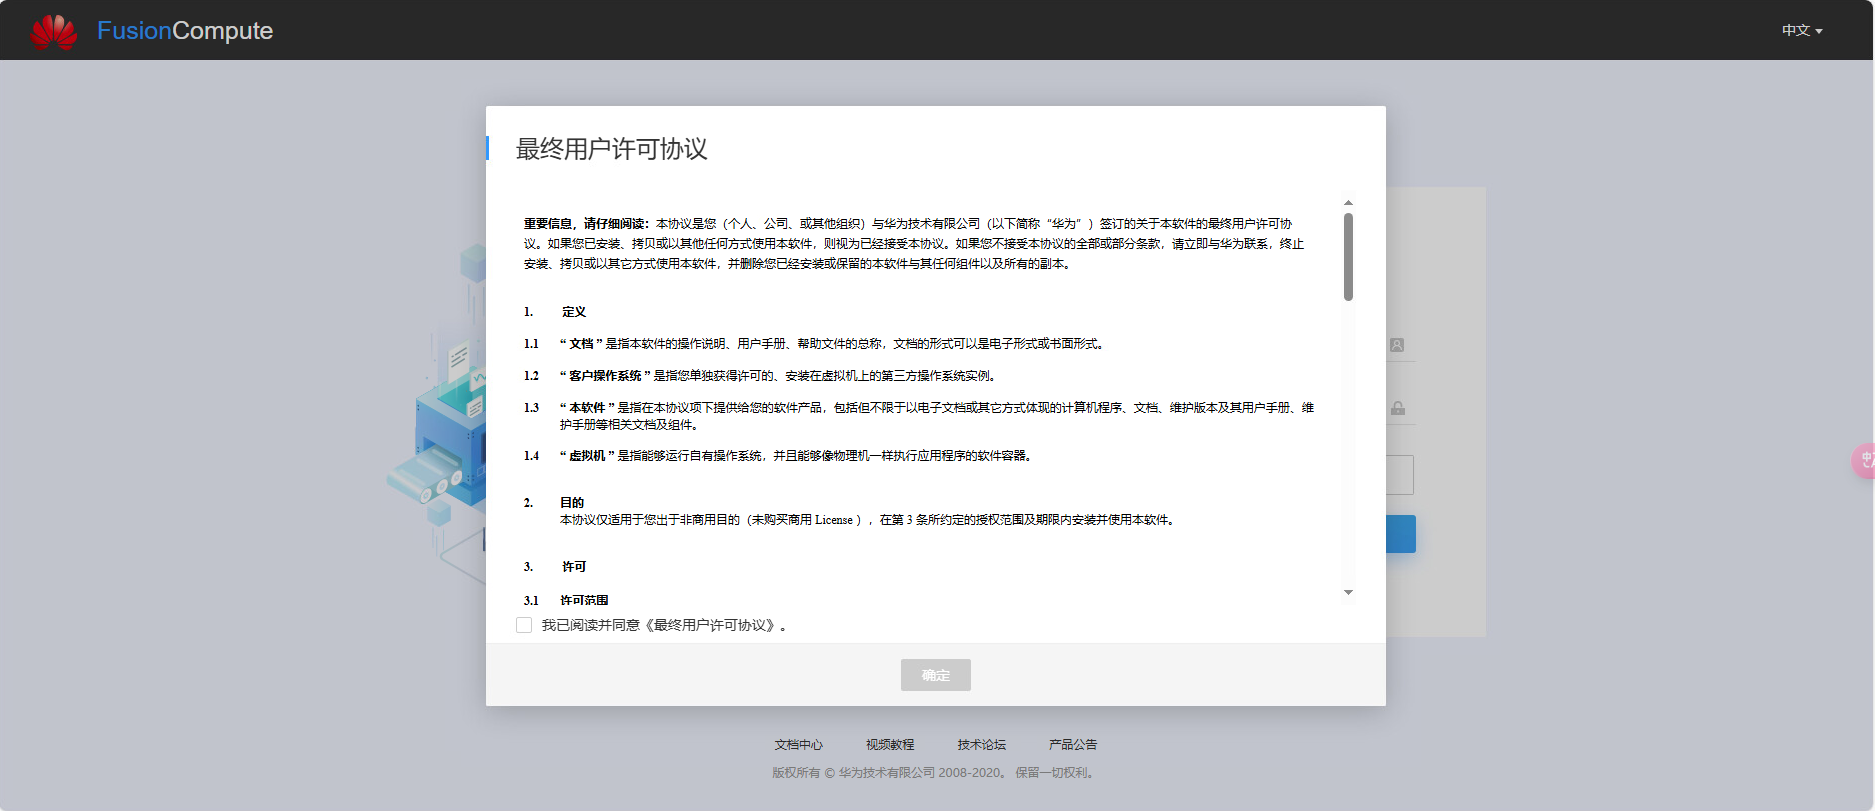 FusionCompute
中文
最终用户许可协议
重要信息，请仔细阅读：本协议是您（个人、公司、或其他组织）与华为技术有限公司（以下简称“华为”）签订的关于本软件的最终用户许可协
议。如果您已安装、拷贝或以其他任何方式使用本软件，则视为已经接受本协议。如果您不接受本协议的全部或部分条款，请立即与华为联系，终止
安装、拷贝或以其它方式使用本软件，并删除您已经安装或保留的本软件与其任何组件以及所有的副本。
1. 定义
1.1 “ 文档 ” 是指本软件的操作说明、用户手册、帮助文件的总称，文档的形式可以是电子形式或书面形式。
1.2 “ 客户操作系统 ” 是指您单独获得许可的、安装在虚拟机上的第三方操作系统实例。
1.3 “ 本软件 ” 是指在本协议项下提供给您的软件产品，包括但不限于以电子文档或其它方式体现的计算机程序、文档、维护版本及其用户手册、维
护手册等相关文档及组件。
1.4 “ 虚拟机 ” 是指能够运行自有操作系统，并且能够像物理机一样执行应用程序的软件容器。
2. 目的
本协议仅适用于您出于非商用目的（未购买商用 License ），在第 3 条所约定的授权范围及期限内安装并使用本软件。
3. 许可
3.1 许可范围
我已阅读并同意《最终用户许可协议》。
确定
文档中心 视频教程 技术论坛 产品公告
版权所有 © 华为技术有限公司 2008-2020。 保留一切权利。